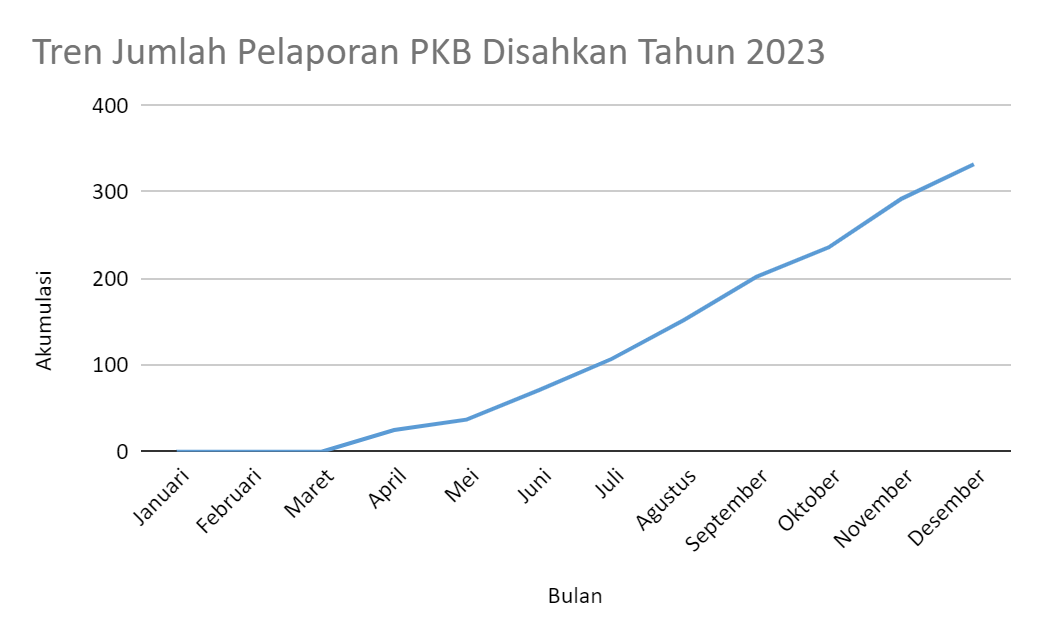 Tren Jumlah Pelaporan PKB Disahkan Tahun 2023
400
300
200
100
0
Akumulasi
Januari
Februari
Maret
April
Mei
Juni
Juli
Agustus
September
Oktober
November
Desember
Bulan